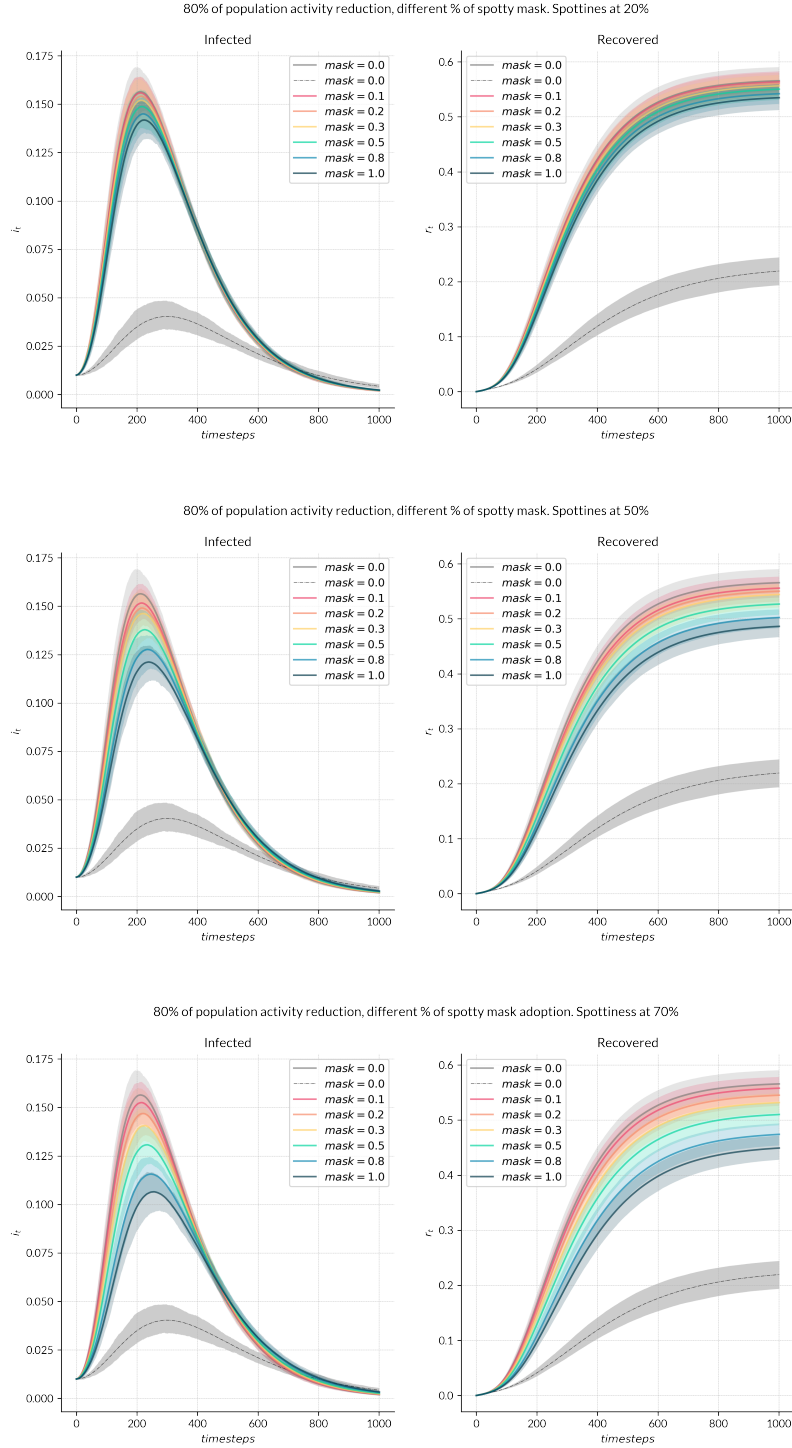 80% of population activity reduction, different % of spotty mask. Spottines at 20%
Infected
0.175
0.150
0.125
0.100
0.075
0.050
0.025
0.000
i_t
0 200 400 600 800 1000
timesteps
mask = 0.0
mask = 0.0
mask = 0.1
mask = 0.2
mask = 0.3
mask = 0.5
mask = 0.8
mask = 1.0
Recovered
0.6
0.5
0.4
0.3
0.2
0.1
0.0
r_t
0 200 400 600 800 1000
timesteps
mask = 0.0
mask = 0.0
mask = 0.1
mask = 0.2
mask = 0.3
mask = 0.5
mask = 0.8
mask = 1.0
80% of population activity reduction, different % of spotty mask. Spottines at 50%
Infected
0.175
0.150
0.125
0.100
0.075
0.050
0.025
0.000
i_t
0 200 400 600 800 1000
timesteps
mask = 0.0
mask = 0.0
mask = 0.1
mask = 0.2
mask = 0.3
mask = 0.5
mask = 0.8
mask = 1.0
Recovered
0.6
0.5
0.4
0.3
0.2
0.1
0.0
r_t
0 200 400 600 800 1000
timesteps
mask = 0.0
mask = 0.0
mask = 0.1
mask = 0.2
mask = 0.3
mask = 0.5
mask = 0.8
mask = 1.0
80% of population activity reduction, different % of spotty mask adoption. Spottiness at 70%
Infected
0.175
0.150
0.125
0.100
0.075
0.050
0.025
0.000
i_t
0 200 400 600 800 1000
timesteps
mask = 0.0
mask = 0.0
mask = 0.1
mask = 0.2
mask = 0.3
mask = 0.5
mask = 0.8
mask = 1.0
Recovered
0.6
0.5
0.4
0.3
0.2
0.1
0.0
r_t
0 200 400 600 800 1000
timesteps
mask = 0.0
mask = 0.0
mask = 0.1
mask = 0.2
mask = 0.3
mask = 0.5
mask = 0.8
mask = 1.0